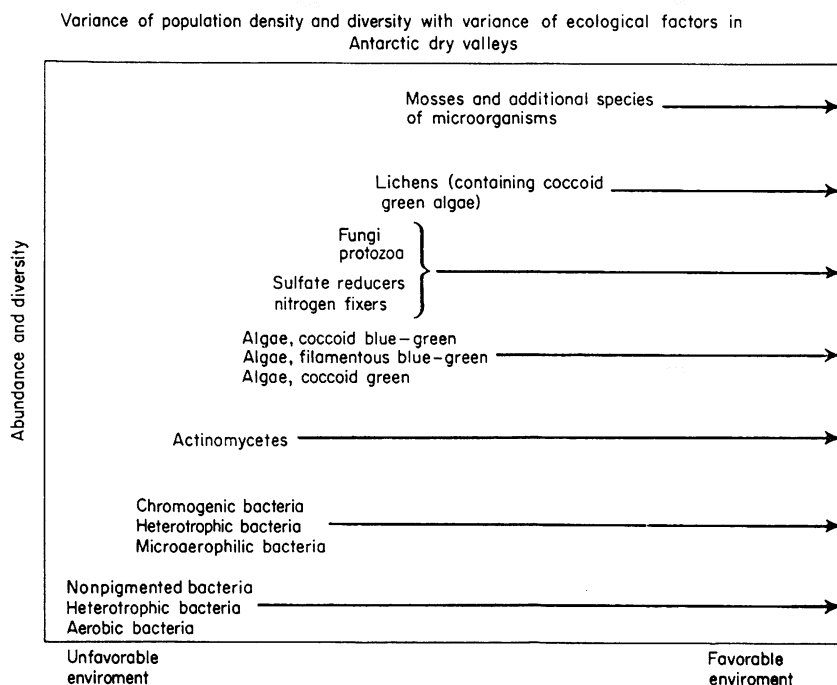 Variance of population density and diversity with variance of ecological factors in
Antarctic dry valleys
Abundance and diversity
Mosses and additional species
of microorganisms
Lichens (containing coccoid
green algae)
Fungi
protozoa
Sulfate reducers
nitrogen fixers
Algae, coccoid blue-green
Algae, filamentous blue-green
Algae, coccoid green
Actinomycetes
Chromogenic bacteria
Heterotrophic bacteria
Microaerophilic bacteria
Nonpigmented bacteria
Heterotrophic bacteria
Aerobic bacteria
Unfavorable
enviroment
Favorable
enviroment